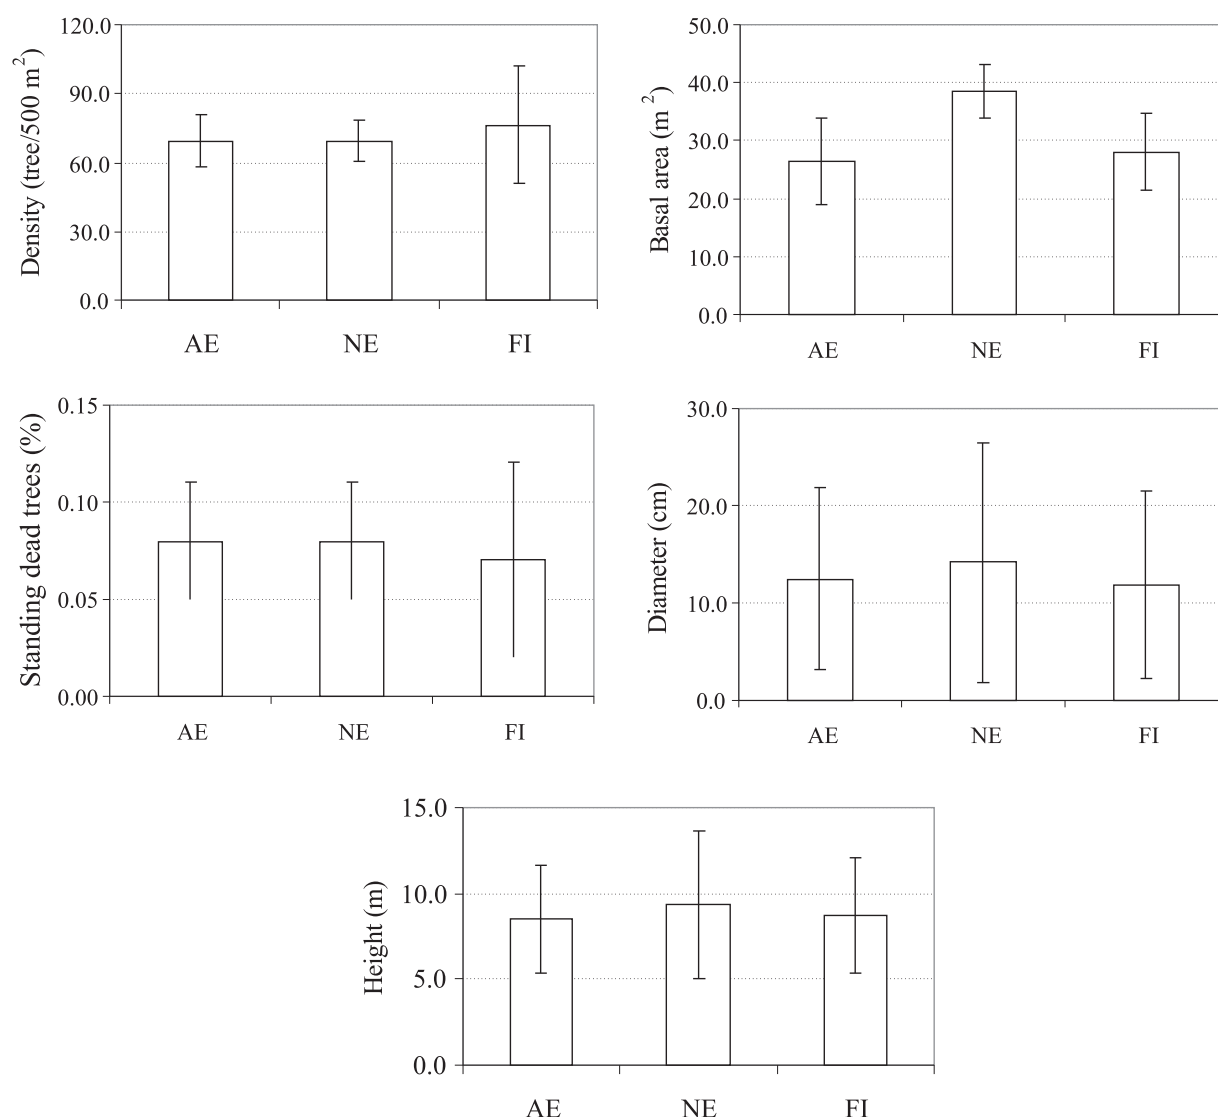 Density (tree/500 m²)
120.0
90.0
60.0
30.0
0.0
AE NE FI
Basal area (m²)
50.0
40.0
30.0
20.0
10.0
0.0
AE NE FI
Standing dead trees (%)
0.15
0.10
0.05
0.00
AE NE FI
Diameter (cm)
30.0
20.0
10.0
0.0
AE NE FI
Height (m)
15.0
10.0
5.0
0.0
AE NE FI